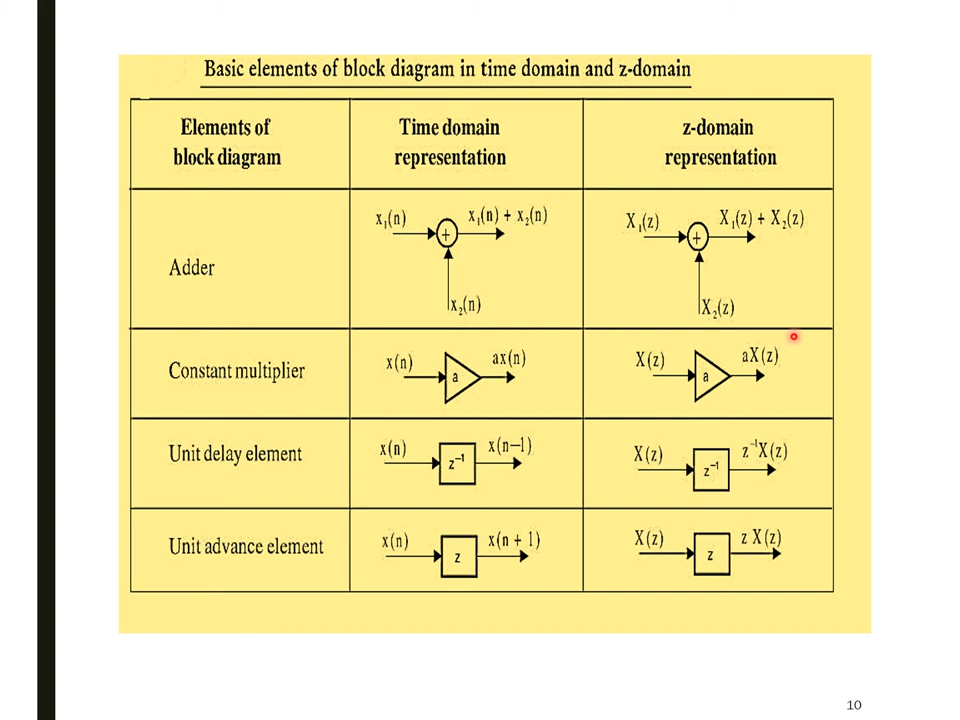 Basic elements of block diagram in time domain and z-domain
Elements of block diagram
Time domain representation
z-domain representation
Adder
x₁(n)
x₁(n) + x₂(n)
+
x₂(n)
X₁(z)
X₁(z) + X₂(z)
+
X₂(z)
Constant multiplier
x(n)
a
ax(n)
X(z)
a
aX(z)
Unit delay element
x(n)
z⁻¹
x(n–1)
X(z)
z⁻¹
z⁻¹X(z)
Unit advance element
x(n)
z
x(n + 1)
X(z)
z
z X(z)
10